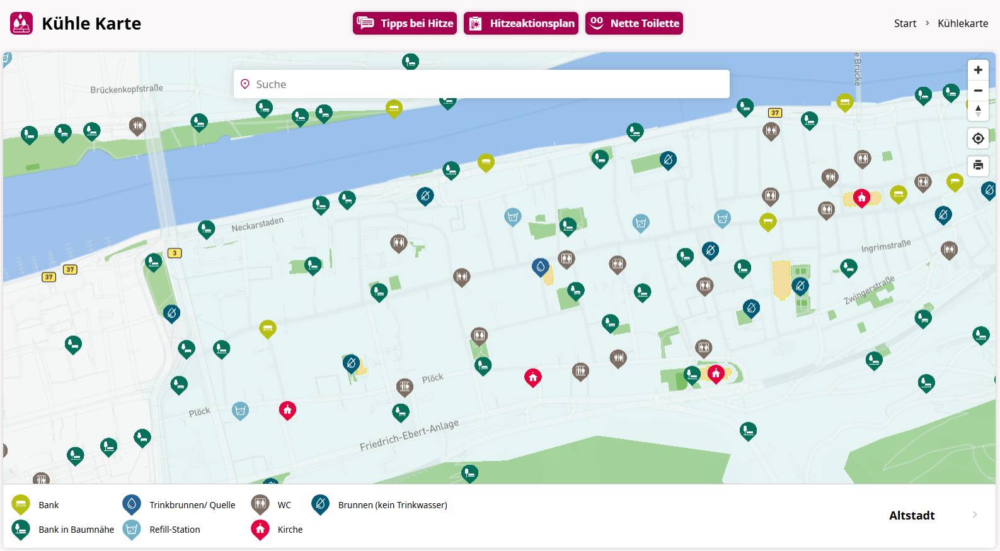 Kühle Karte
Tipps bei Hitze
Hitzeaktionsplan
Nette Toilette
Start > Kühlekarte
Suche
Brückenkopfstraße
e Brücke
37
Neckarstaden
3
37
37
Ingrimstraße
Zwingerstraße
Plöck
Plöck
Friedrich-Ebert-Anlage
Bank
Trinkbrunnen/ Quelle
WC
Brunnen (kein Trinkwasser)
Bank in Baumnähe
Refill-Station
Kirche
Altstadt